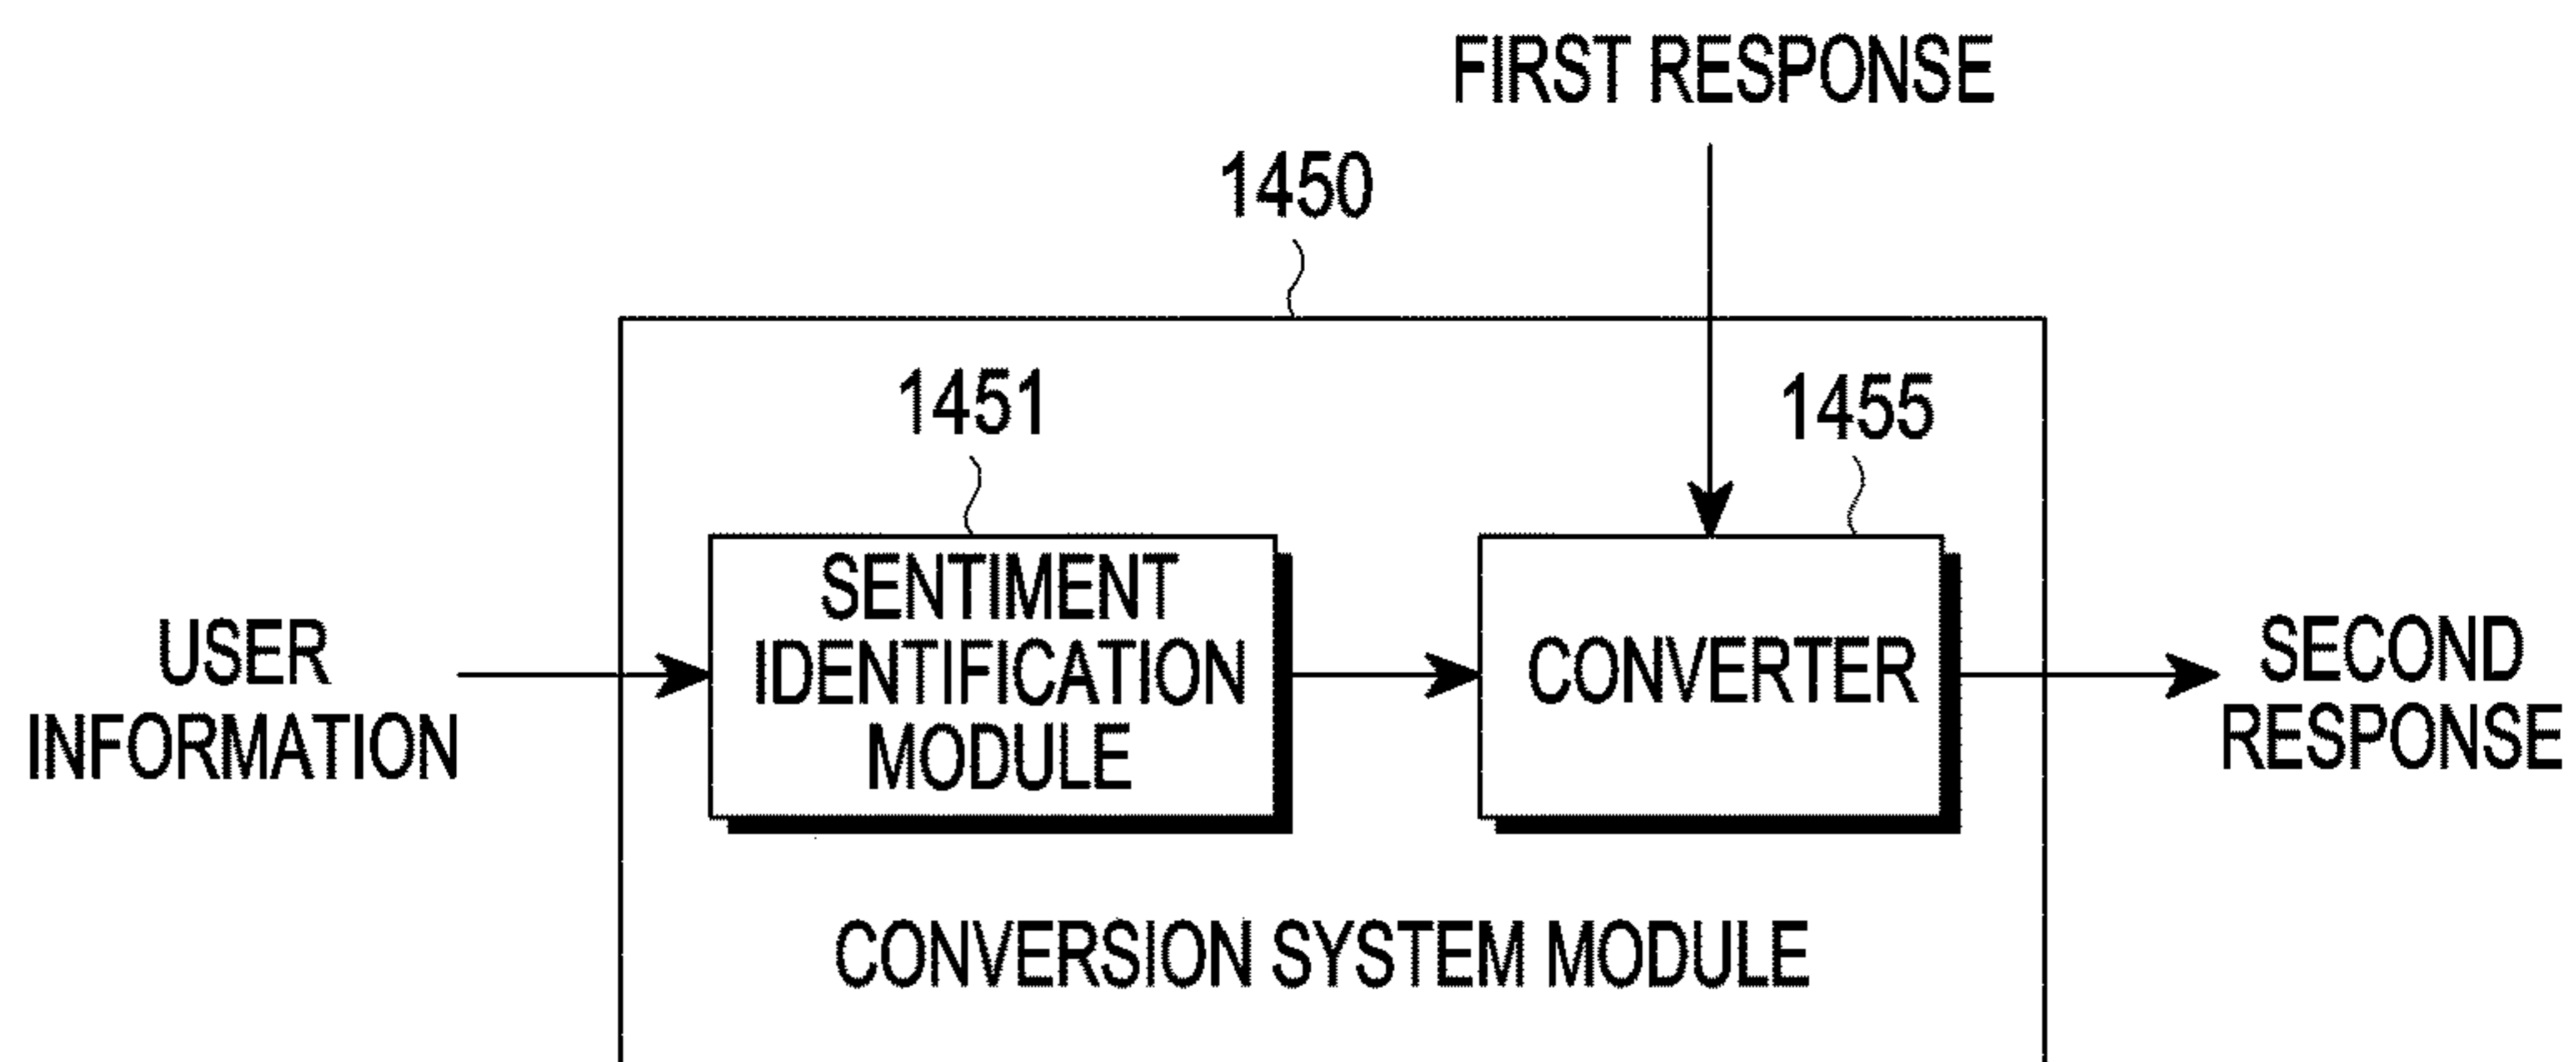 FIRST RESPONSE
1450
1451
1455
USER
INFORMATION
SENTIMENT
IDENTIFICATION
MODULE
CONVERTER
SECOND
RESPONSE
CONVERSION SYSTEM MODULE